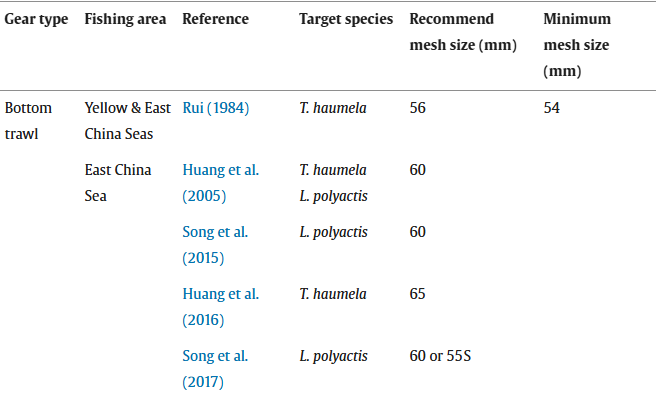 Gear type Fishing area Reference Target species Recommend Minimum
mesh size (mm) mesh size
(mm)
Bottom Yellow & East Rui (1984) T. haumela 56 54
trawl China Seas
East China Huang et al. T. haumela 60
Sea (2005) L. polyactis
Song et al. L. polyactis 60
(2015)
Huang et al. T. haumela 65
(2016)
Song et al. L. polyactis 60 or 55S
(2017)